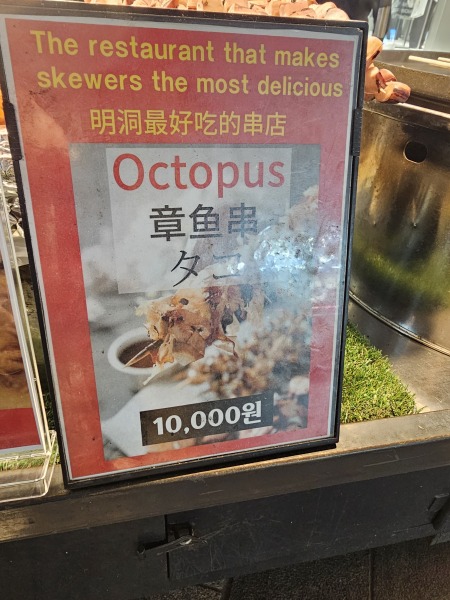 The restaurant that makes
skewers the most delicious
明洞最好吃的串店
Octopus
章鱼串
タコ
10,000원